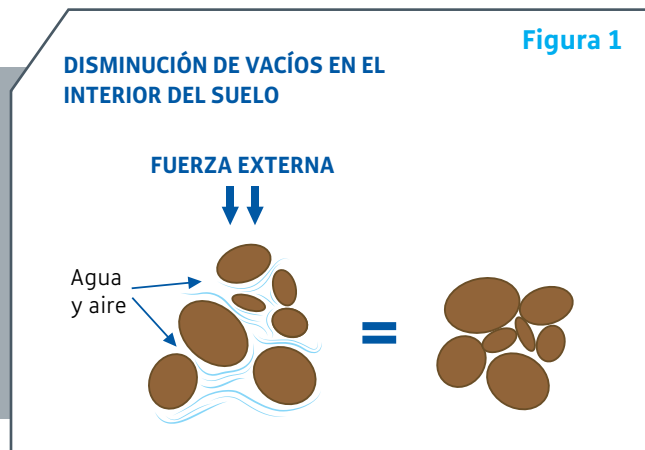 Figura 1
DISMINUCIÓN DE VACÍOS EN EL
INTERIOR DEL SUELO
FUERZA EXTERNA
Agua
y aire
=